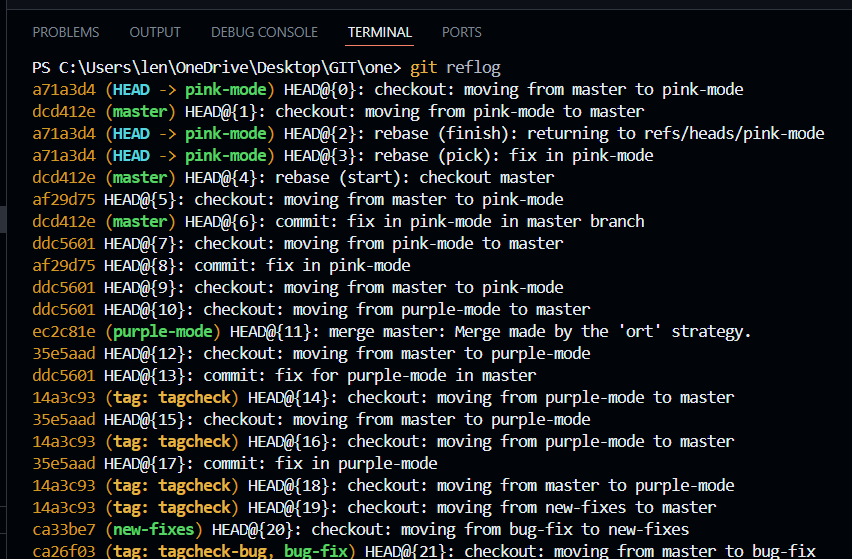 PROBLEMS OUTPUT DEBUG CONSOLE TERMINAL PORTS
PS C:\Users\len\OneDrive\Desktop\GIT\one> git reflog
a71a3d4 (HEAD -> pink-mode) HEAD@{0}: checkout: moving from master to pink-mode
dcd412e (master) HEAD@{1}: checkout: moving from pink-mode to master
a71a3d4 (HEAD -> pink-mode) HEAD@{2}: rebase (finish): returning to refs/heads/pink-mode
a71a3d4 (HEAD -> pink-mode) HEAD@{3}: rebase (pick): fix in pink-mode
dcd412e (master) HEAD@{4}: rebase (start): checkout master
af29d75 HEAD@{5}: checkout: moving from master to pink-mode
dcd412e (master) HEAD@{6}: commit: fix in pink-mode in master branch
ddc5601 HEAD@{7}: checkout: moving from pink-mode to master
af29d75 HEAD@{8}: commit: fix in pink-mode
ddc5601 HEAD@{9}: checkout: moving from master to pink-mode
ddc5601 HEAD@{10}: checkout: moving from purple-mode to master
ec2c81e (purple-mode) HEAD@{11}: merge master: Merge made by the 'ort' strategy.
35e5aad HEAD@{12}: checkout: moving from master to purple-mode
ddc5601 HEAD@{13}: commit: fix for purple-mode in master
14a3c93 (tag: tagcheck) HEAD@{14}: checkout: moving from purple-mode to master
35e5aad HEAD@{15}: checkout: moving from master to purple-mode
14a3c93 (tag: tagcheck) HEAD@{16}: checkout: moving from purple-mode to master
35e5aad HEAD@{17}: commit: fix in purple-mode
14a3c93 (tag: tagcheck) HEAD@{18}: checkout: moving from master to purple-mode
14a3c93 (tag: tagcheck) HEAD@{19}: checkout: moving from new-fixes to master
ca33be7 (new-fixes) HEAD@{20}: checkout: moving from bug-fix to new-fixes
ca26f03 (tag: tagcheck-bug, bug-fix) HEAD@{21}: checkout: moving from master to bug-fix